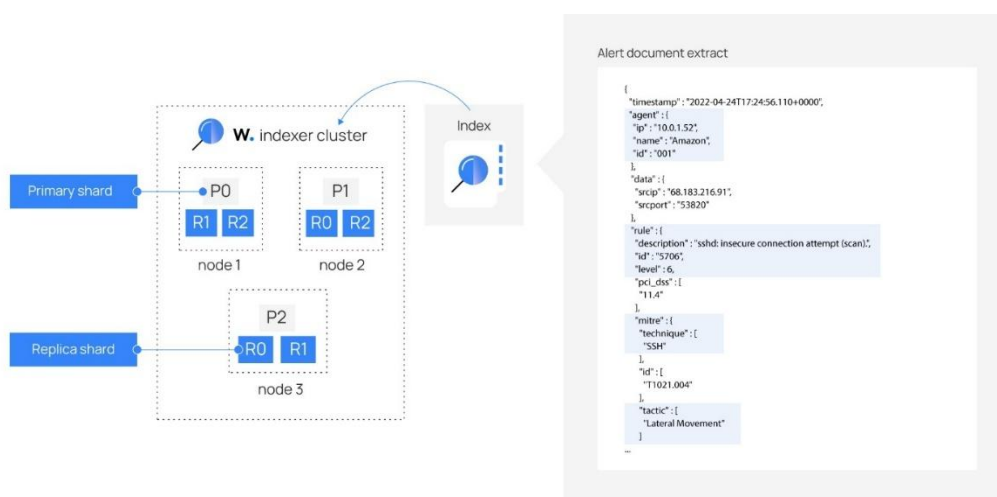 Alert document extract
W. indexer cluster
Index
Primary shard
P0
R1 R2
node 1
P1
R0 R2
node 2
Replica shard
P2
R0 R1
node 3
{
"timestamp" : "2022-04-24T17:24:56.110+0000",
"agent" : {
"ip" : "10.0.1.52",
"name" : "Amazon",
"id" : "001"
},
"data" : {
"srcip" : "68.183.216.91",
"srcport" : "53820"
},
"rule" : {
"description" : "sshd: insecure connection attempt (scan).",
"id" : "5706",
"level" : 6,
"pci_dss" : [
"11.4"
],
"mitre" : {
"technique" : [
"SSH"
],
"id" : [
"T1021.004"
],
"tactic" : [
"Lateral Movement"
]
...